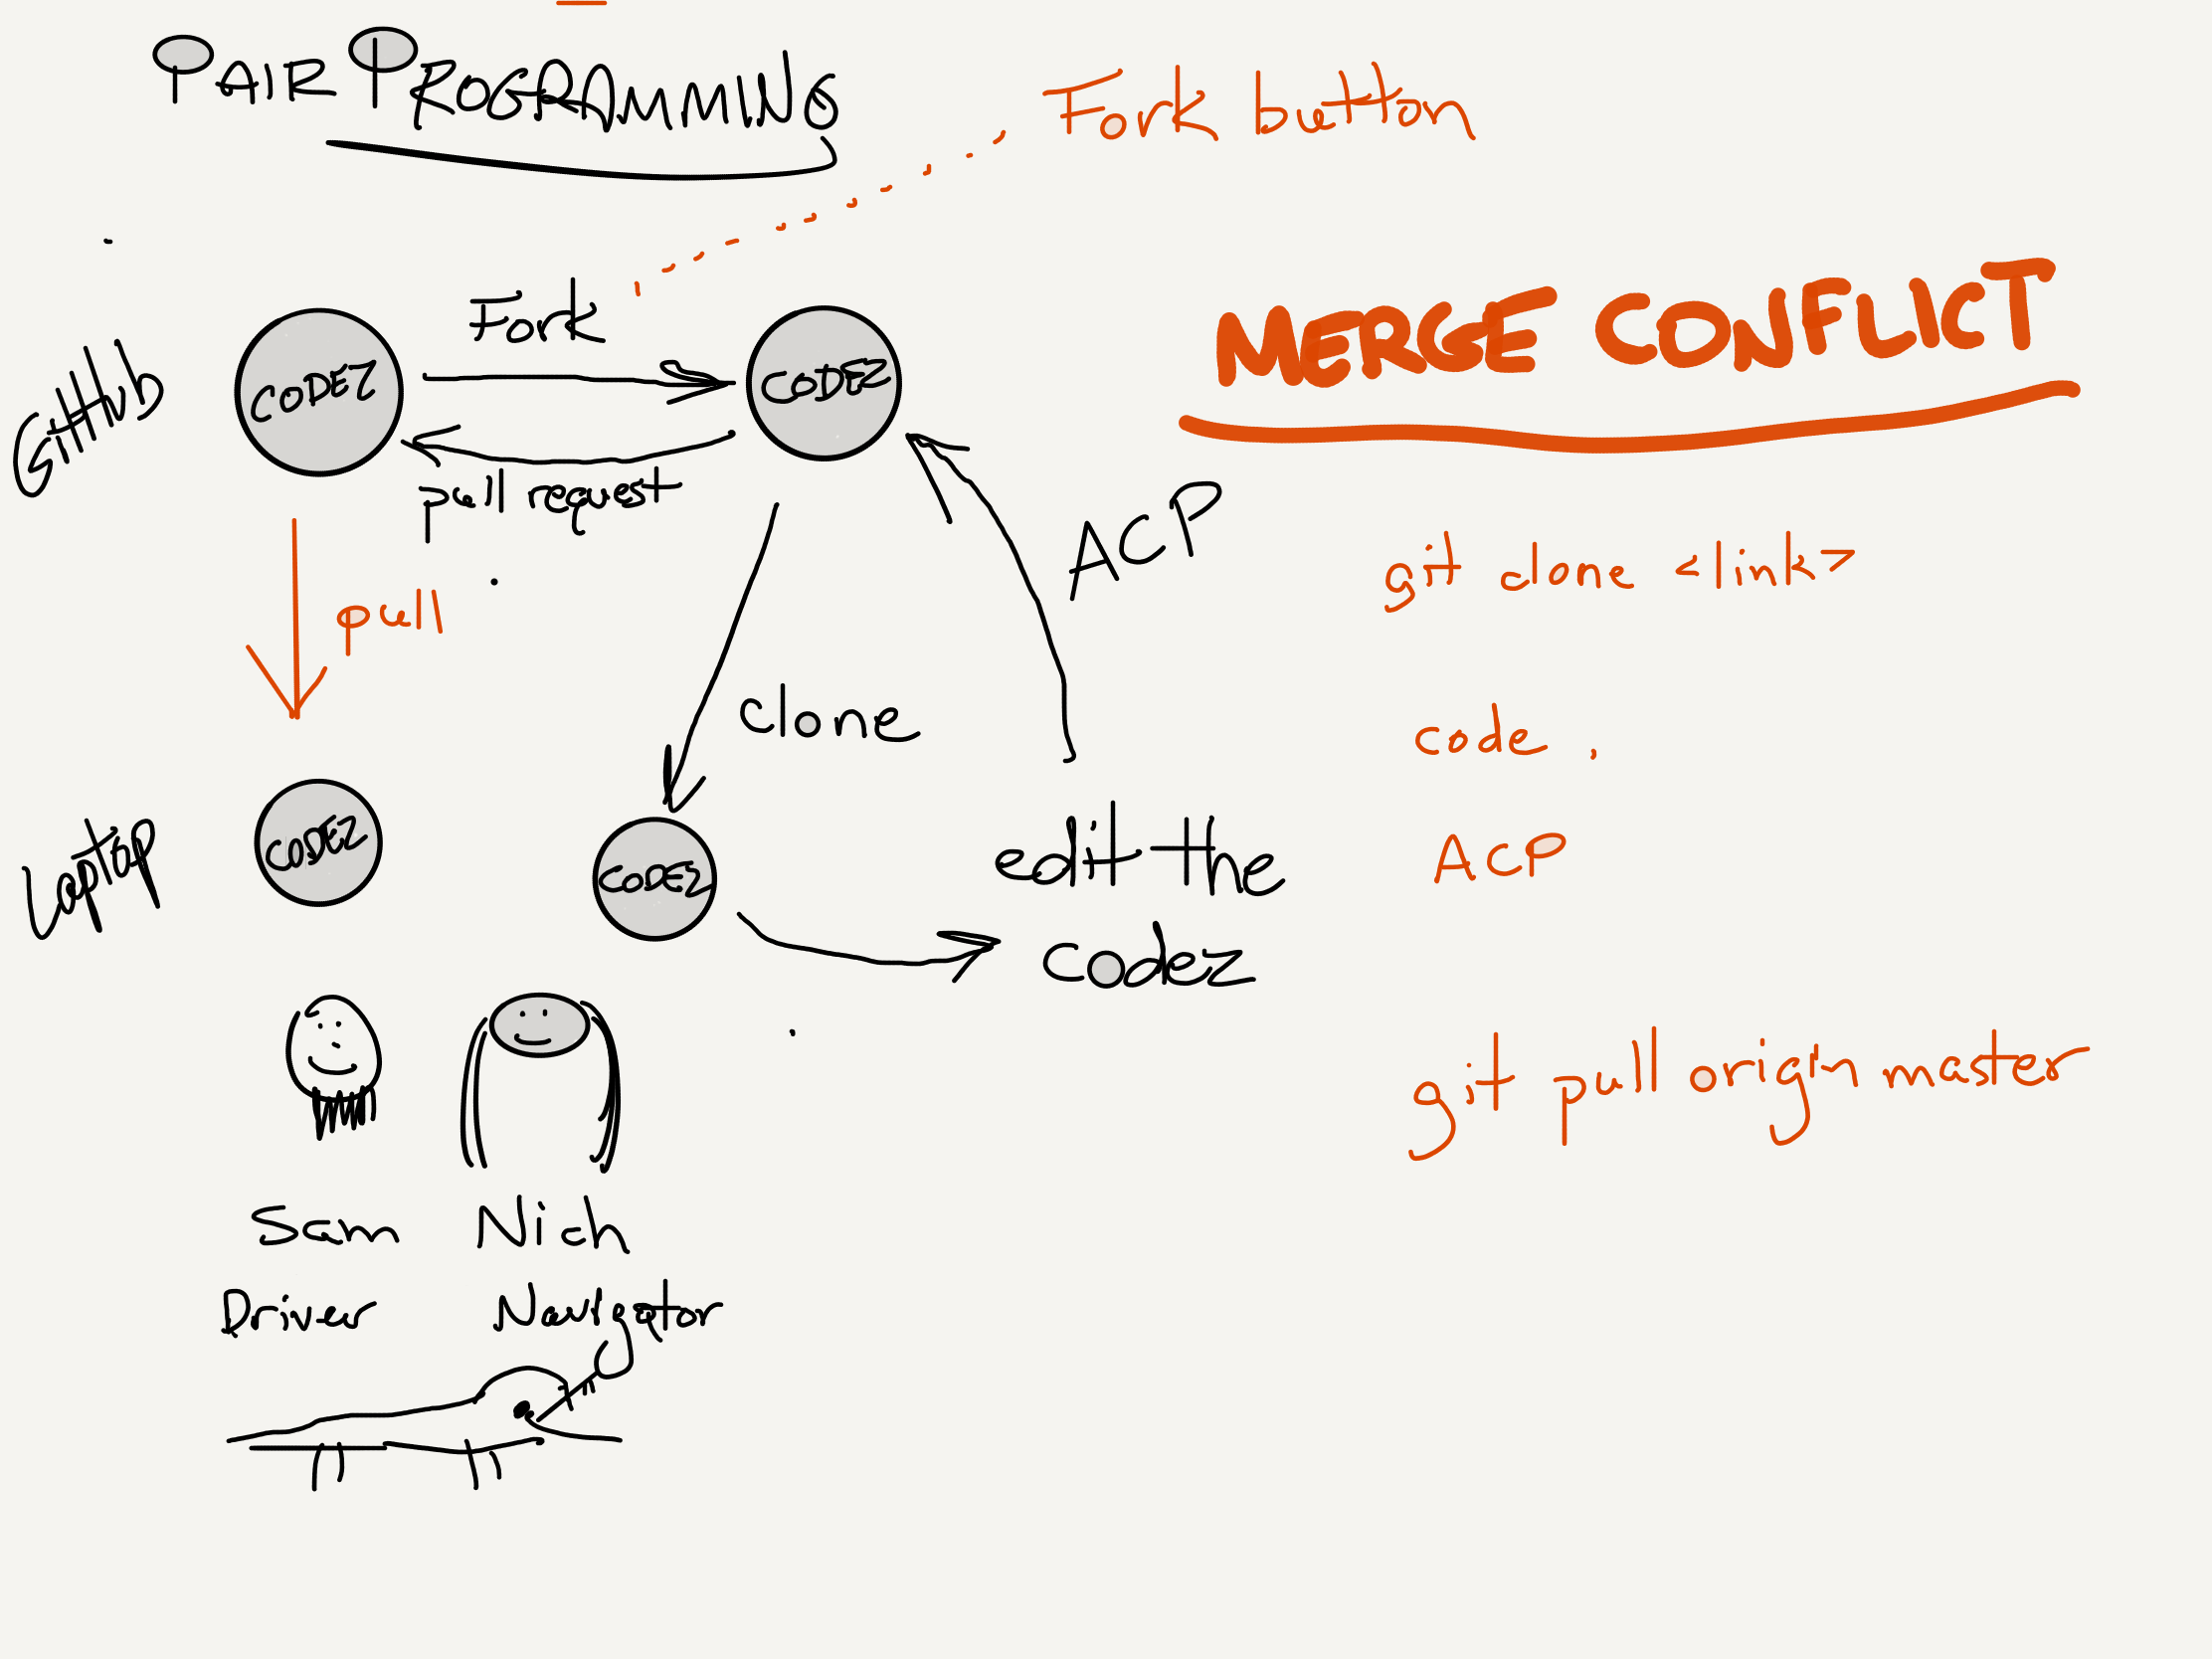 PAIR PROGRAMMING
Fork button
MERGE CONFLICT
Fork
GitHub
CODEZ
CODEZ
pull request
ACP
git clone <link>
pull
clone
code,
Laptop
CODEZ
CODEZ
edit the
codez
ACP
git pull origin master
Sam
Nich
Driver
Navigator